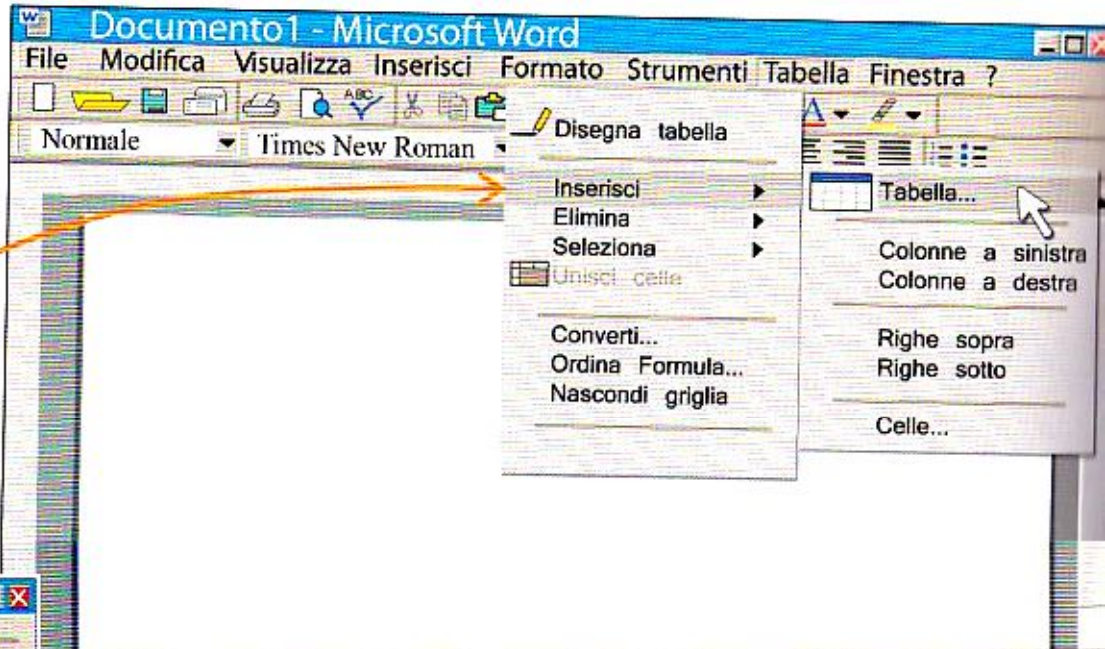 Documento1 - Microsoft Word
File Modifica Visualizza Inserisci Formato Strumenti Tabella Finestra ?
ABC A
Normale Times New Roman
Disegna tabella
Inserisci
Elimina
Seleziona
Unisci celle
Converti...
Ordina Formula...
Nascondi griglia
Tabella...
Colonne a sinistra
Colonne a destra
Righe sopra
Righe sotto
Celle...